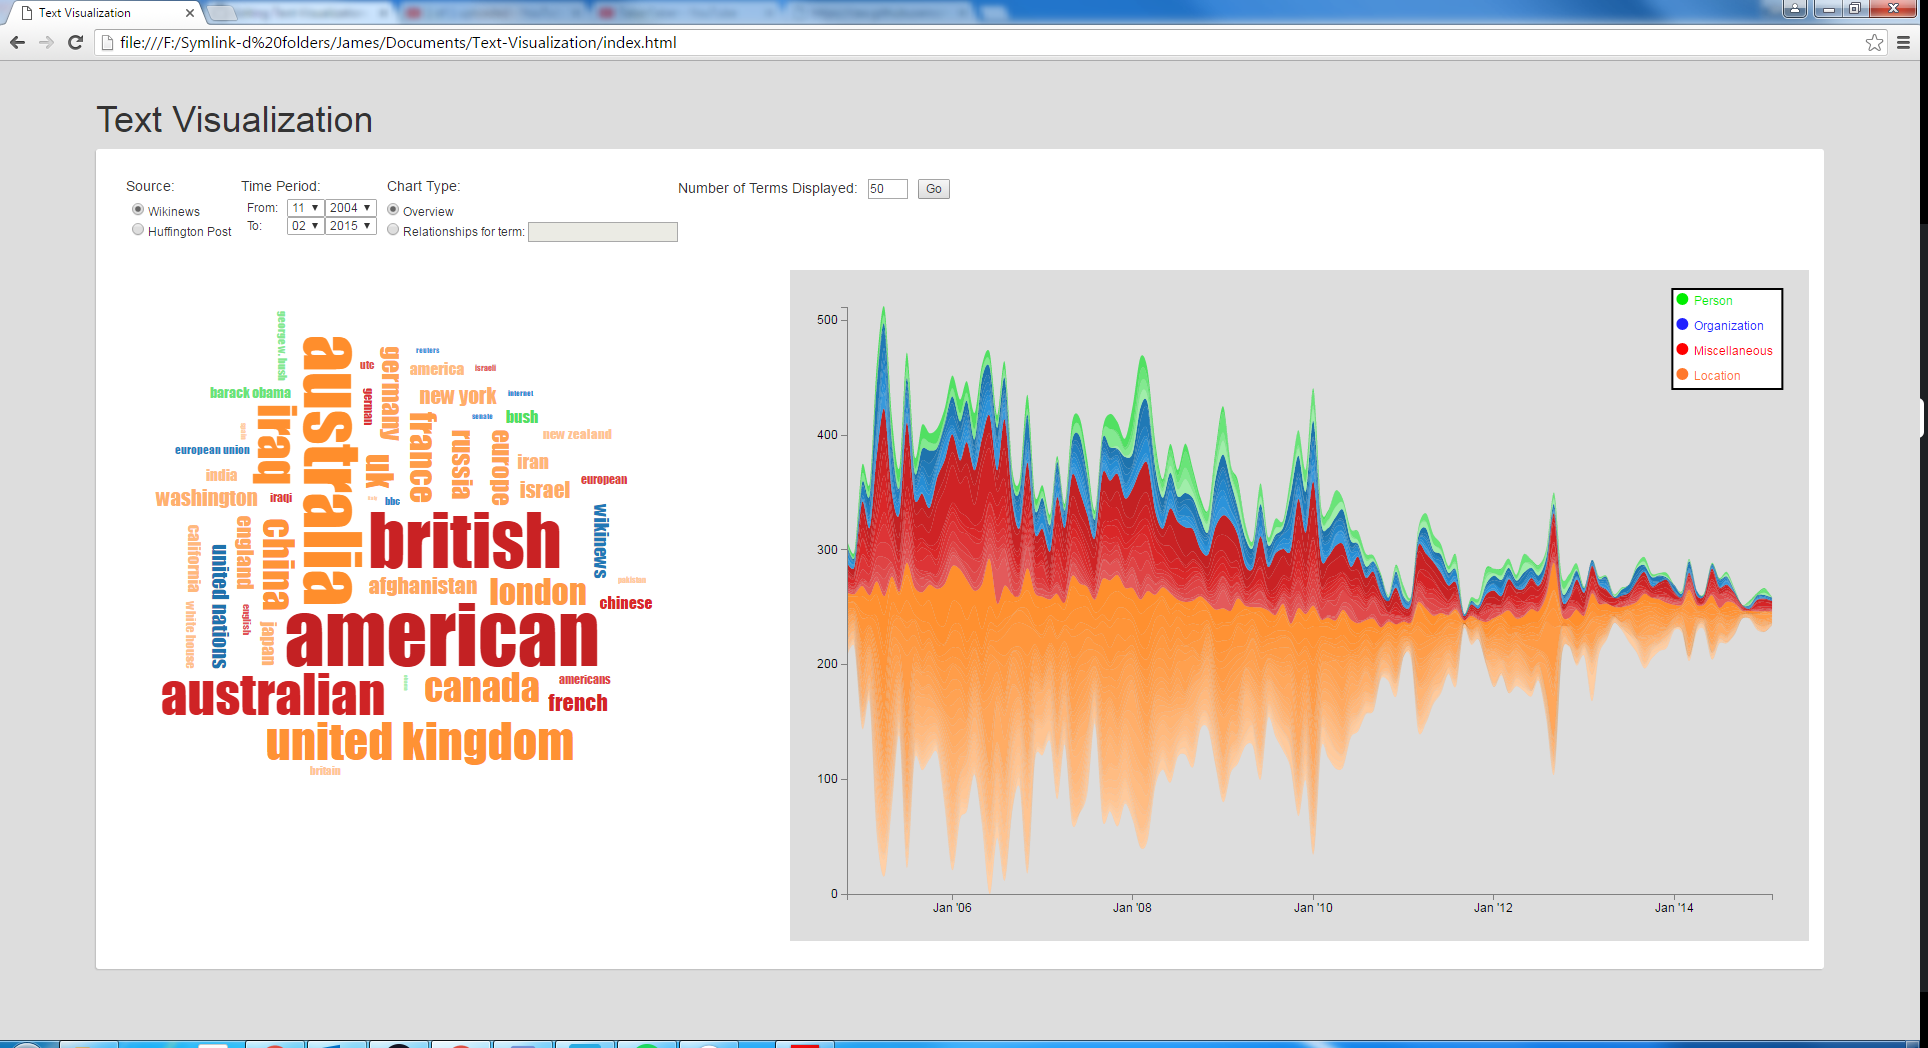 Text Visualization
file:///F:/Symlink-d%20folders/James/Documents/Text-Visualization/index.html
Text Visualization
Source:
Wikinews
Huffington Post
Time Period:
From: 11 2004
To: 02 2015
Chart Type:
Overview
Relationships for term:
Number of Terms Displayed: 50 Go
george w. bush
australia
utc
germany
reuters
america
israeli
barack obama
german
new york
internet
iraq
france
senate
bush
spain
russia
europe
new zealand
european union
uk
iran
india
israel
european
washington
iraqi
bbc
wikinews
california
england
china
british
united nations
afghanistan
pakistan
london
chinese
white house
english
japan
american
australian
canada
americans
french
united kingdom
britain
500
400
300
200
100
0
Jan '06
Jan '08
Jan '10
Jan '12
Jan '14
Person
Organization
Miscellaneous
Location